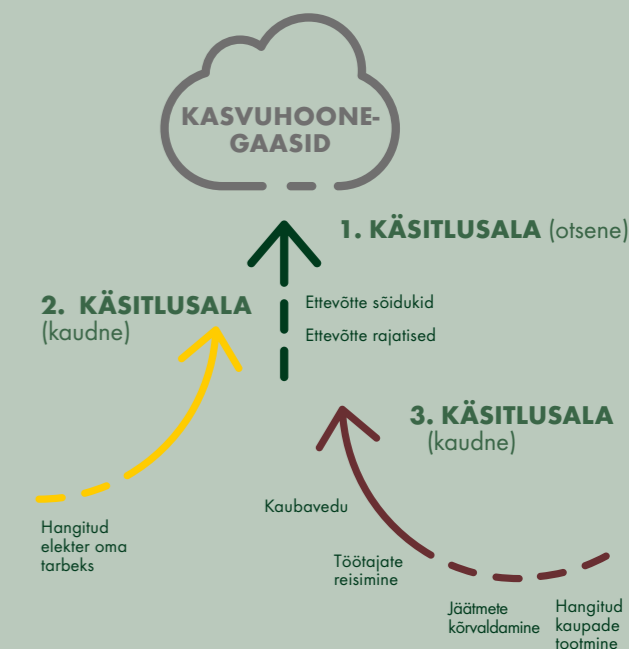 KASVUHOONE-
GAASID
1. KÄSITLUSALA (otsene)
2. KÄSITLUSALA
(kaudne)
Ettevõtte sõidukid
Ettevõtte rajatised
3. KÄSITLUSALA
(kaudne)
Kaubavedu
Hangitud
elekter oma
tarbeks
Töötajate
reisimine
Jäätmete
kõrvaldamine
Hangitud
kaupade
tootmine